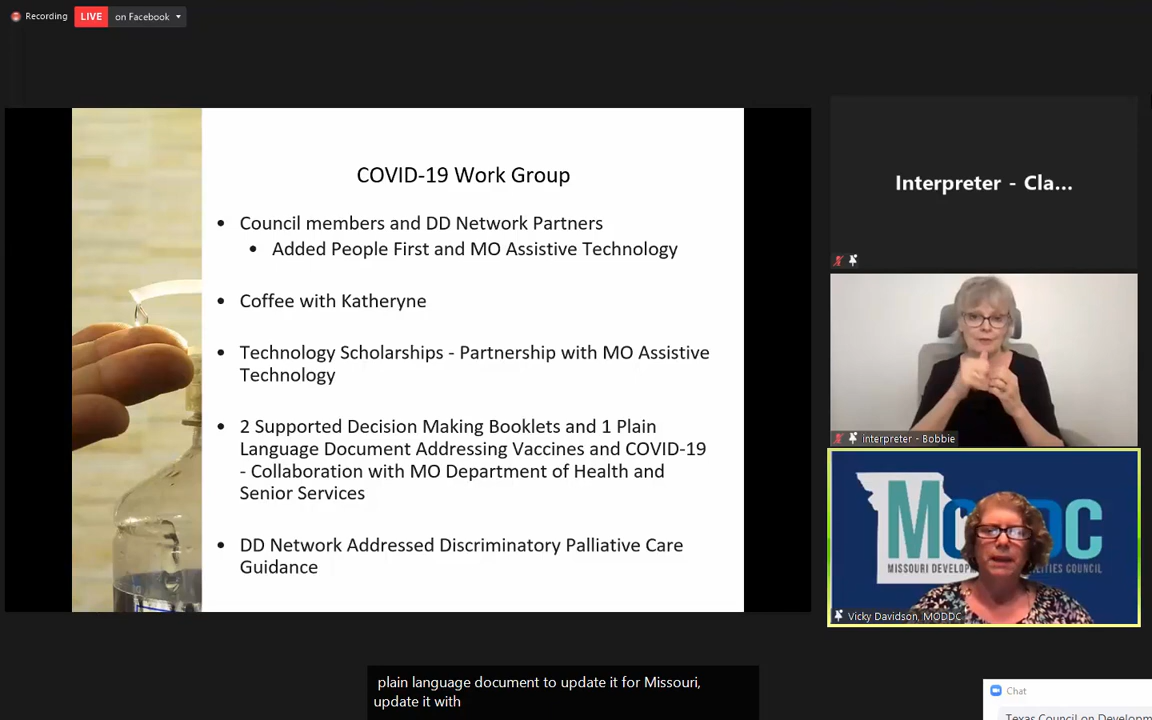 Recording
LIVE on Facebook
COVID-19 Work Group
• Council members and DD Network Partners
• Added People First and MO Assistive Technology
• Coffee with Katheryne
• Technology Scholarships - Partnership with MO Assistive
Technology
• 2 Supported Decision Making Booklets and 1 Plain
Language Document Addressing Vaccines and COVID-19
- Collaboration with MO Department of Health and
Senior Services
• DD Network Addressed Discriminatory Palliative Care
Guidance
Interpreter - Cla...
interpreter - Bobbie
MODDC
MISSOURI DEVELOP ITIES COUNCIL
Vicky Davidson, MODDC
plain language document to update it for Missouri,
update it with
Chat
Texas Council on Developm